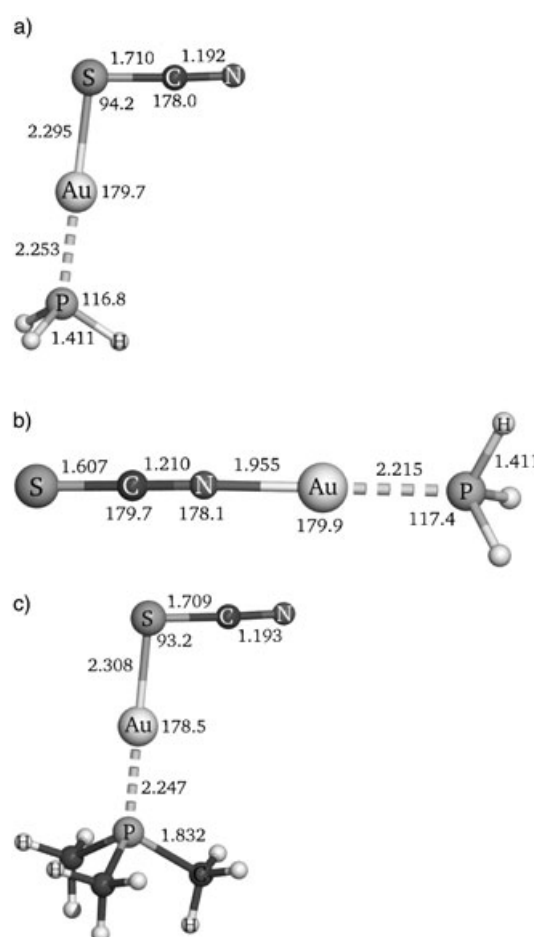 a)
1.710 1.192
S C N
94.2 178.0
2.295
Au 179.7
2.253
P 116.8
1.411 H
b)
H
1.607 1.210 1.955 2.215 1.411
S C N Au P
179.7 178.1 179.9 117.4
c)
1.709
S C N
93.2 1.193
2.308
Au 178.5
2.247
P 1.832
H
H C
H